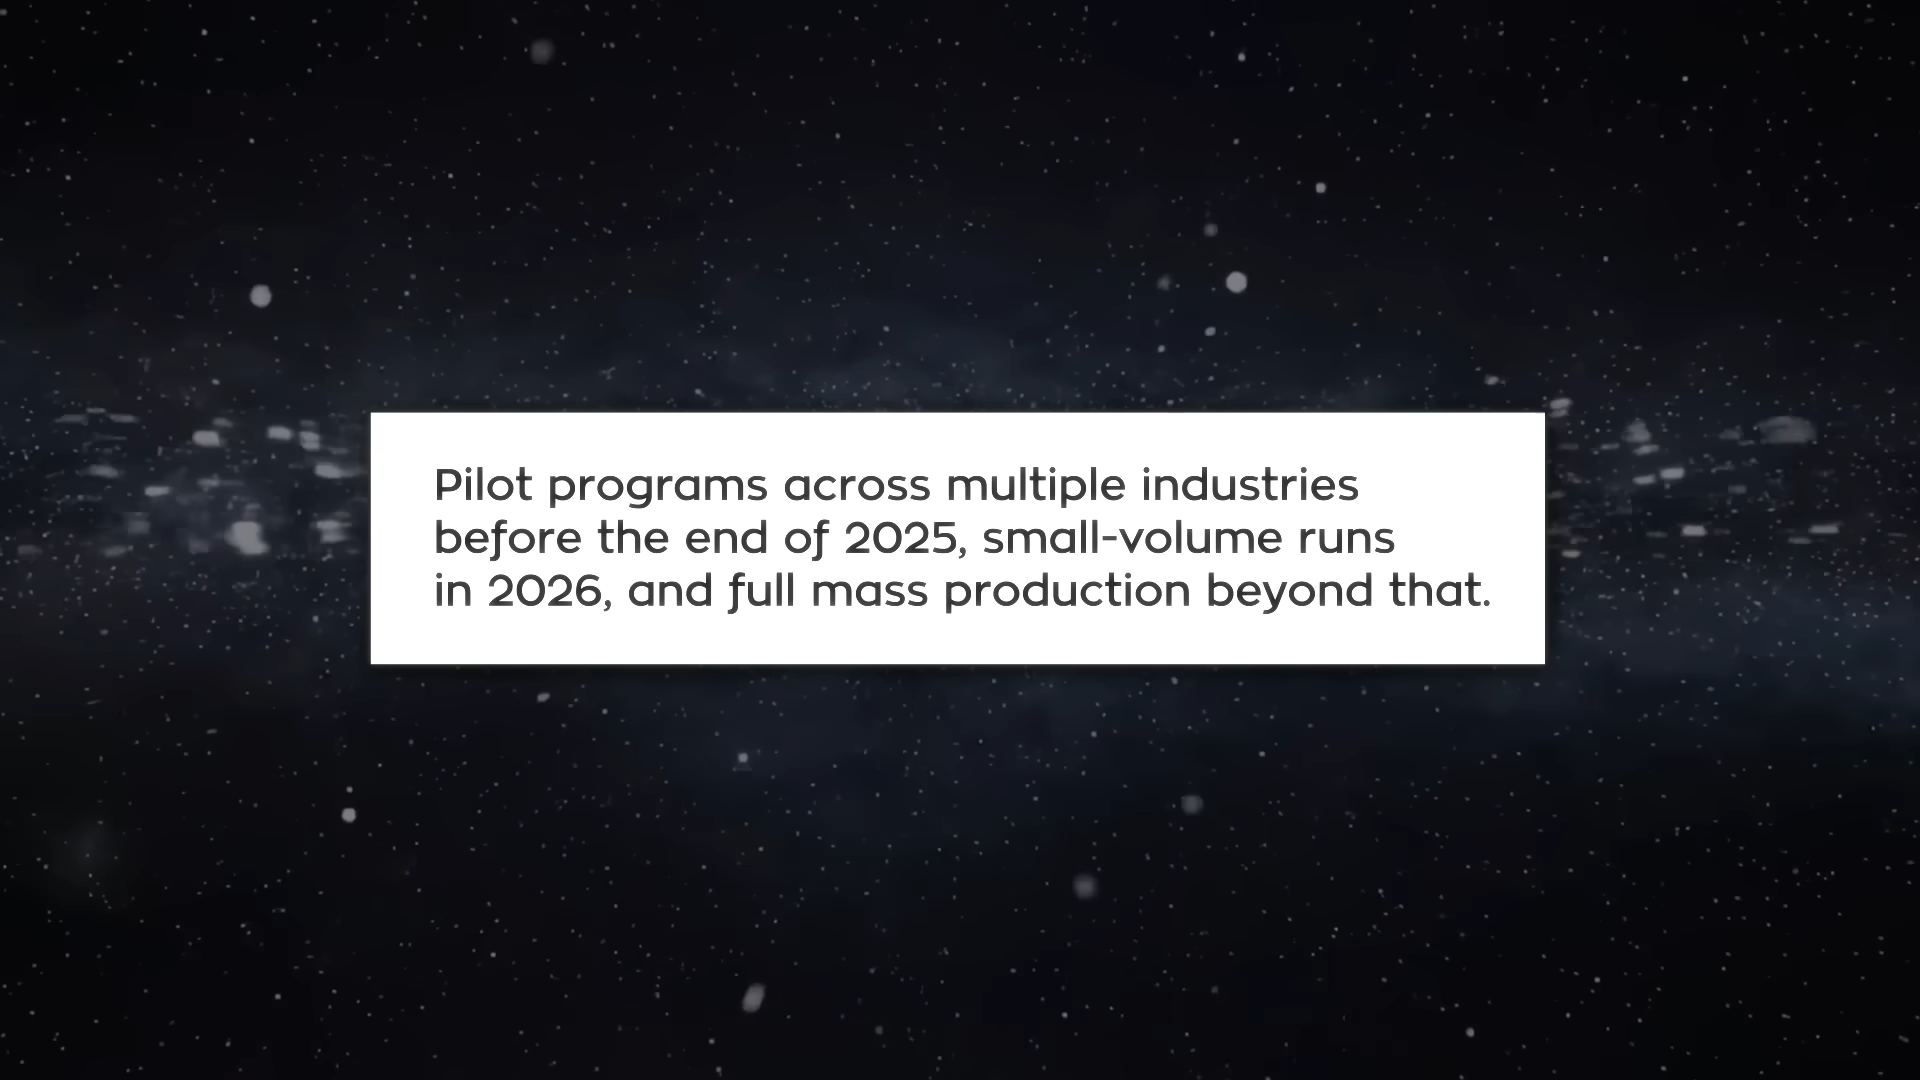 Pilot programs across multiple industries
before the end of 2025, small-volume runs
in 2026, and full mass production beyond that.